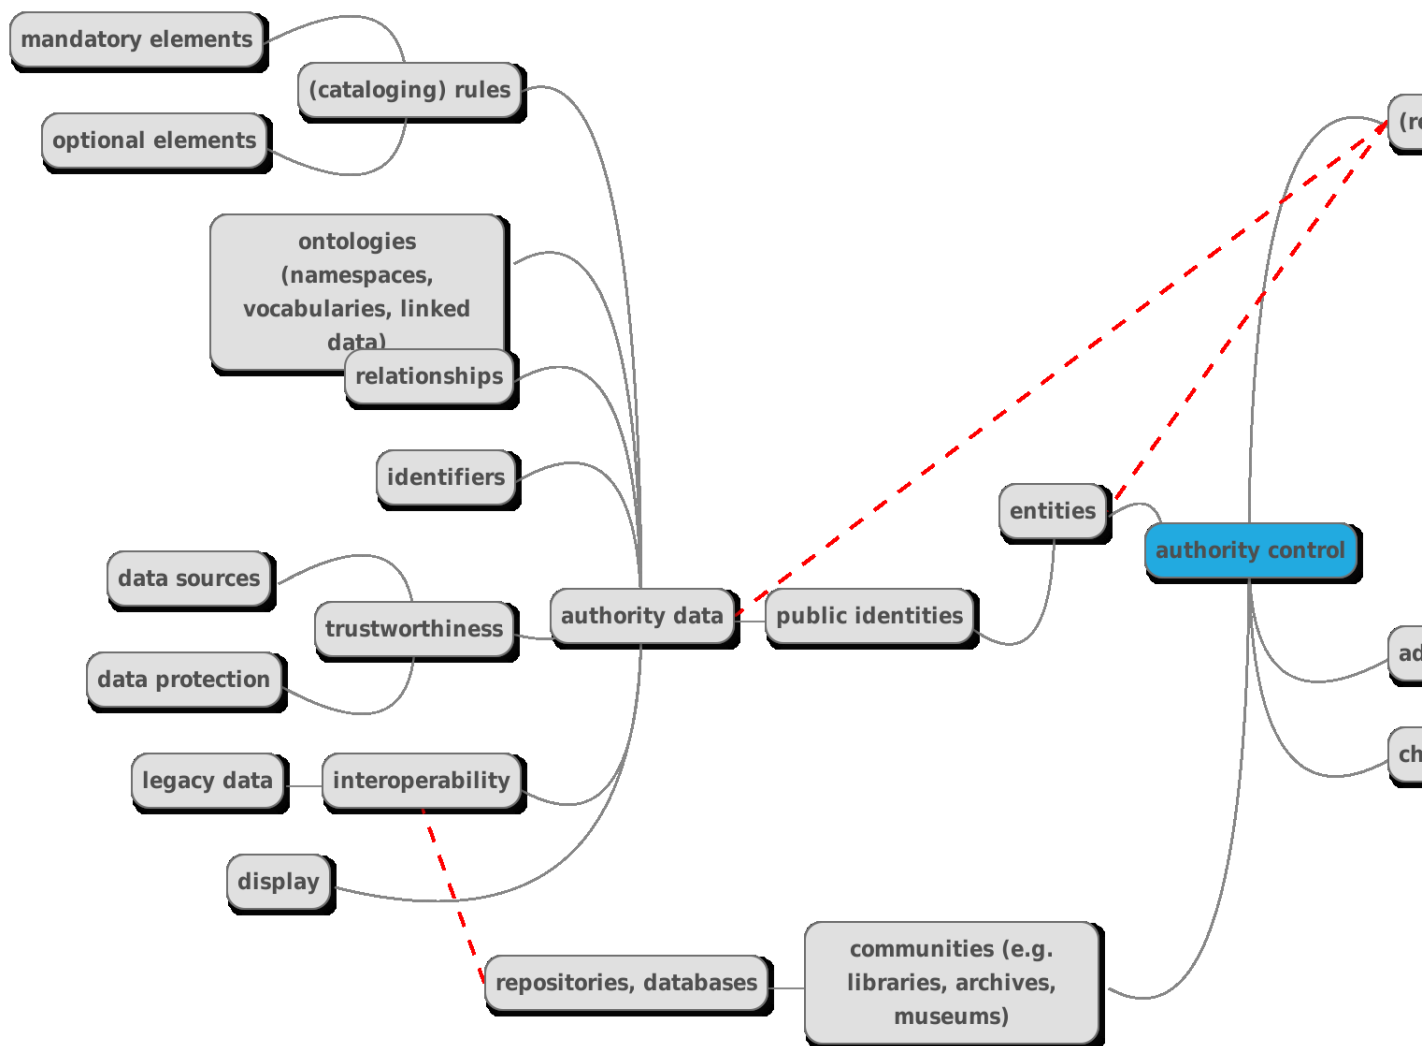 mandatory elements
(cataloging) rules
optional elements
ontologies
(namespaces,
vocabularies, linked
data)
relationships
identifiers
entities
authority control
data sources
trustworthiness
authority data
public identities
data protection
legacy data
interoperability
display
communities (e.g.
libraries, archives,
museums)
repositories, databases